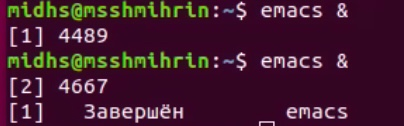 midhs@msshmihrin:~$ emacs &
[1] 4489
midhs@msshmihrin:~$ emacs &
[2] 4667
[1]   Завершён        emacs